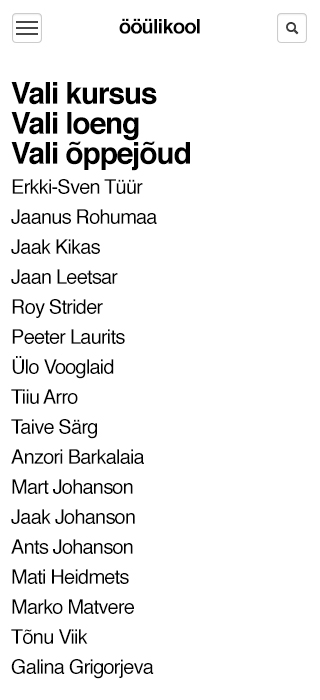 ööülikool
Vali kursus
Vali loeng
Vali õppejõud
Erkki-Sven Tüür
Jaanus Rohumaa
Jaak Kikas
Jaan Leetsar
Roy Strider
Peeter Laurits
Ülo Vooglaid
Tiiu Arro
Taive Särg
Anzori Barkalaia
Mart Johanson
Jaak Johanson
Ants Johanson
Mati Heidmets
Marko Matvere
Tõnu Viik
Galina Grigorjeva